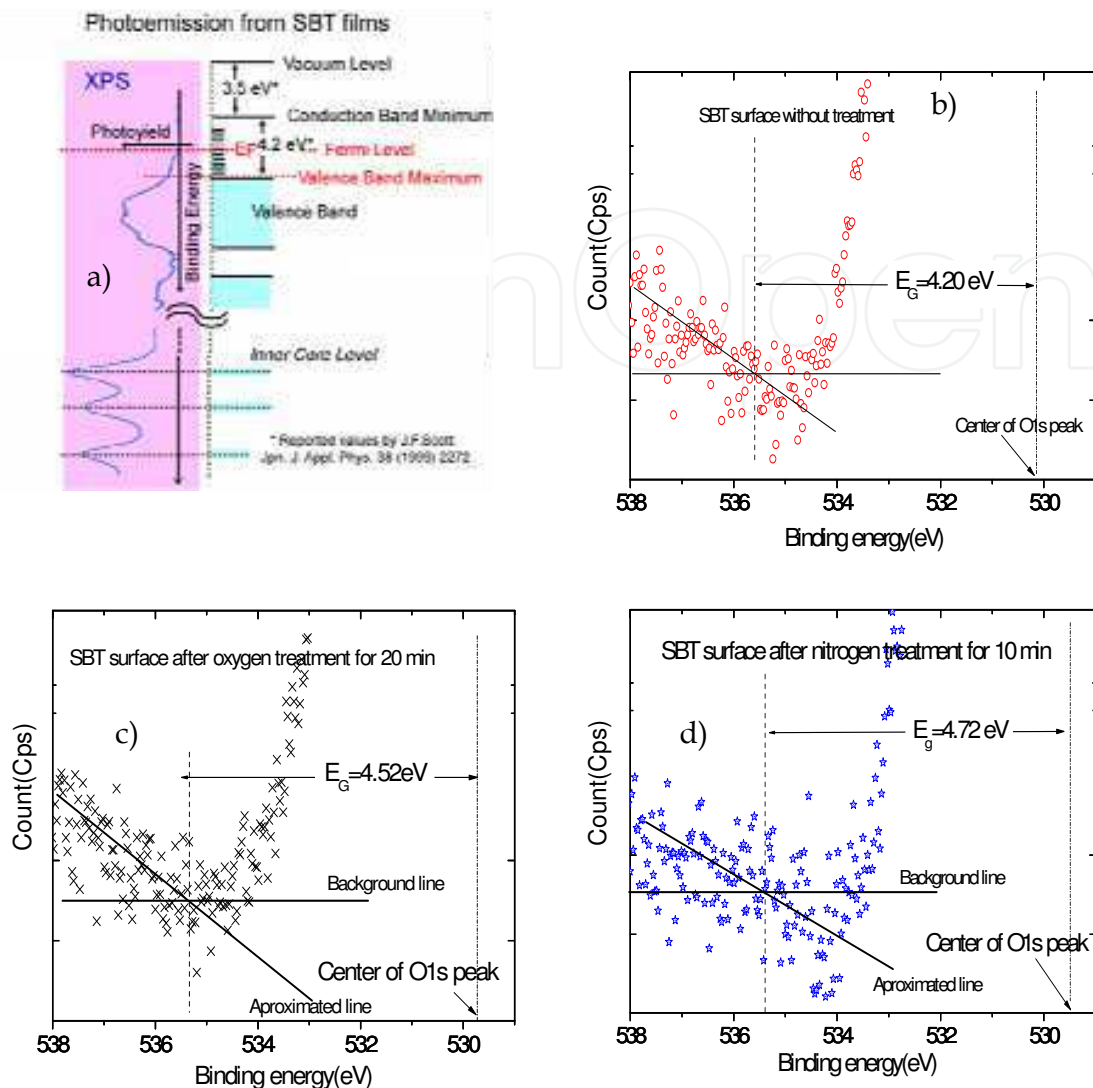 Photoemission from SBT films
XPS
Vacuum Level
3.5 eV*
Conduction Band Minimum
Photoyield
4.2 eV*
EF
Fermi Level
Valence Band Maximum
Valence Band
Binding Energy
a)
Inner Core Level
* Reported values by J.F.Scott
Jpn. J. Appl. Phys. 38 (1999) 2272
b)
SBT surface without treatment
Count(Cps)
E_G=4.20 eV
Center of O1s peak
538 536 534 532 530
Binding energy(eV)
SBT surface after oxygen treatment for 20 min
c)
Count(Cps)
E_G=4.52eV
Background line
Center of O1s peak
Aproximated line
538 536 534 532 530
Binding energy(eV)
SBT surface after nitrogen treatment for 10 min
d)
Count(Cps)
E_g=4.72 eV
Background line
Center of O1s peak
Aproximated line
538 536 534 532 530
Binding energy(eV)